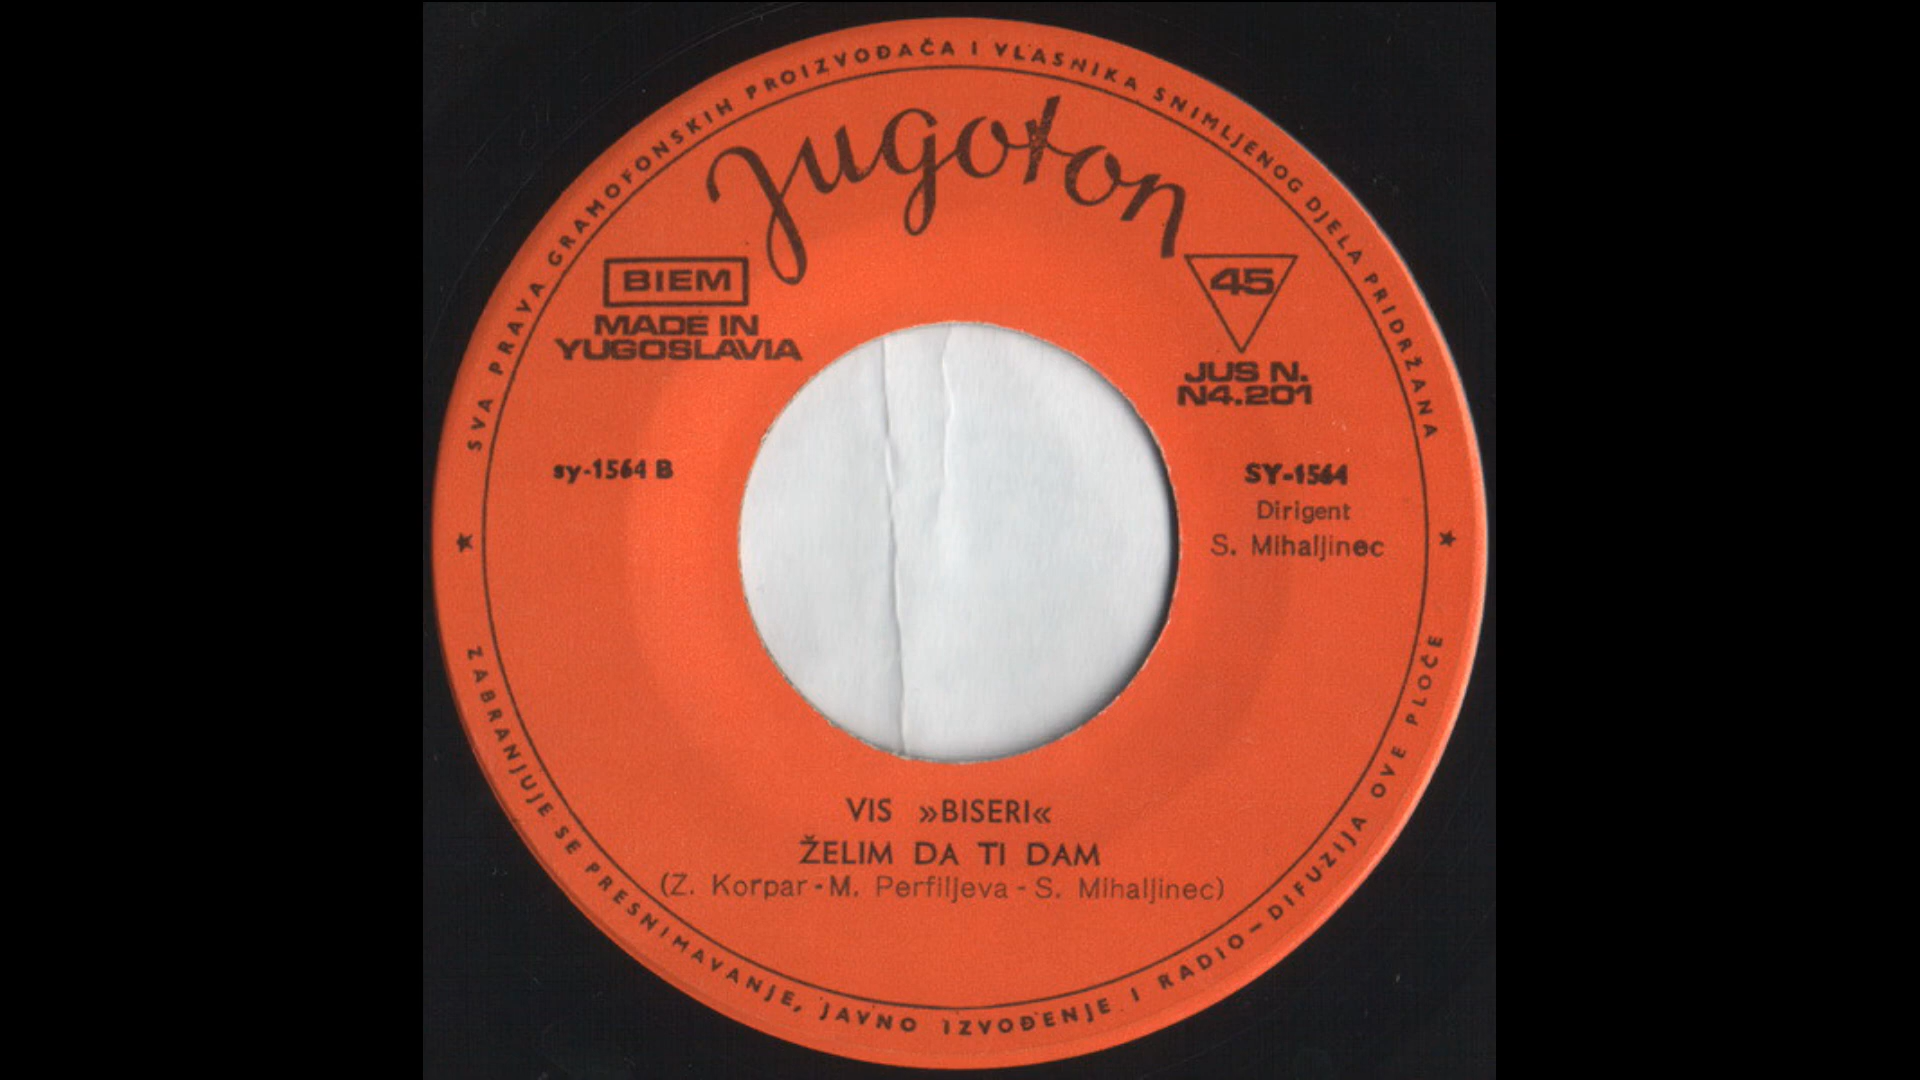 SVA PRAVA GRAMOFONSKIH PROIZVOĐAČA I VLASNIKA SNIMLJENOG DJELA PRIDRŽANA
Jugoton
BIEM
MADE IN
YUGOSLAVIA
45
JUS N.
N4.201
sy-1564 B
SY-1564
Dirigent
S. Mihaljinec
VIS »BISERI«
ŽELIM DA TI DAM
(Z. Korpar-M. Perfiljeva-S. Mihaljinec)
ZABRANJUJE SE PRESNIMAVANJE, JAVNO IZVOĐENJE I RADIO-DIFUZIJA OVE PLOČE